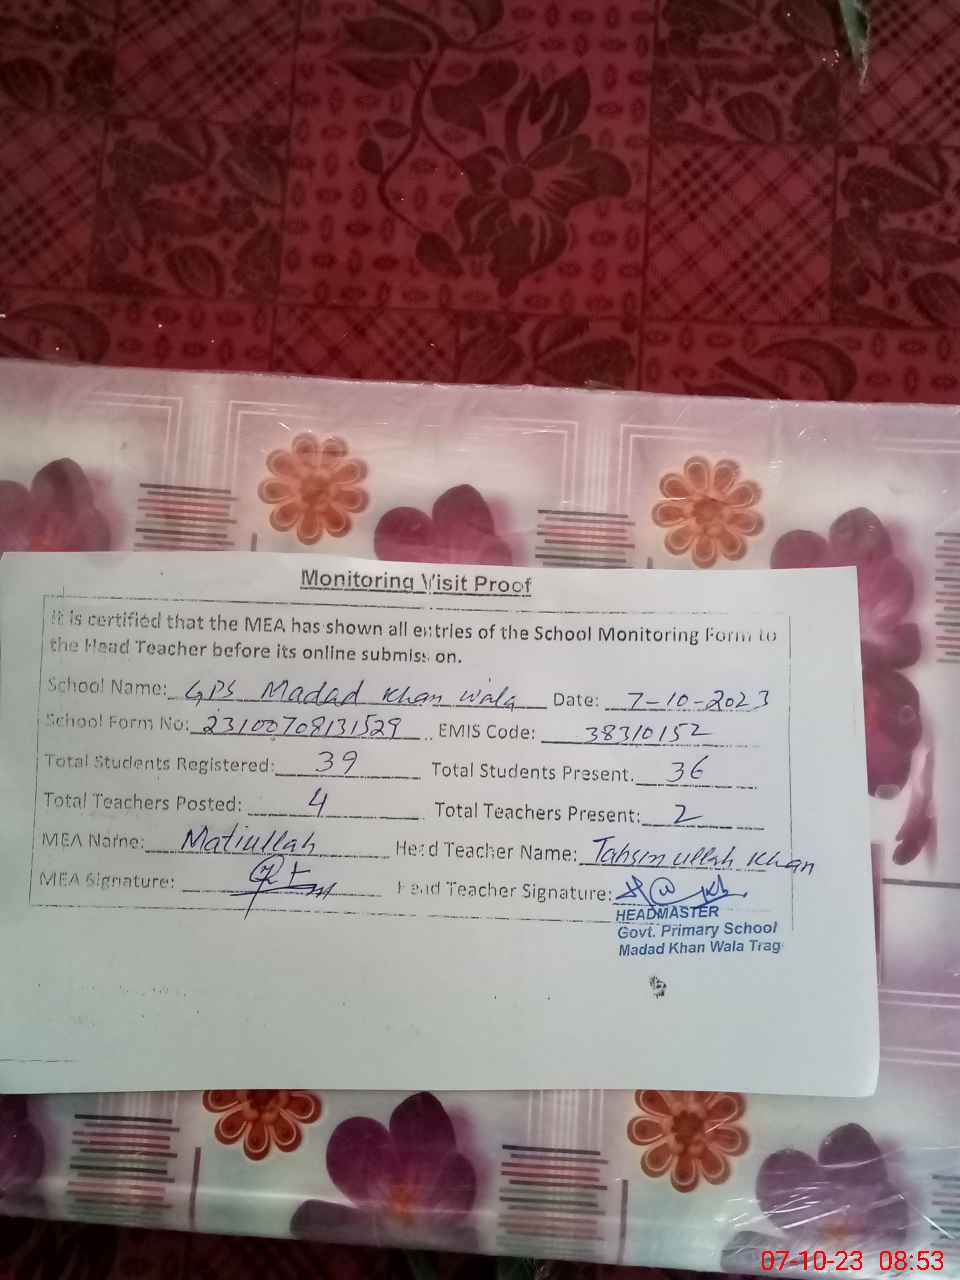 Monitoring Visit Proof
It is certified that the MEA has shown all entries of the School Monitoring Form to
the Head Teacher before its online submission.
School Name: GPS Madad Khan Wala Date: 7-10-2023
School Form No: 23100708131529 EMIS Code: 38310152
Total Students Registered: 39 Total Students Present. 36
Total Teachers Posted: 4 Total Teachers Present: 2
MEA Name: Matiullah Head Teacher Name: Tahsinullah Khan
MEA Signature: Head Teacher Signature:
HEADMASTER
Govt. Primary School
Madad Khan Wala Trag
07-10-23 08:53